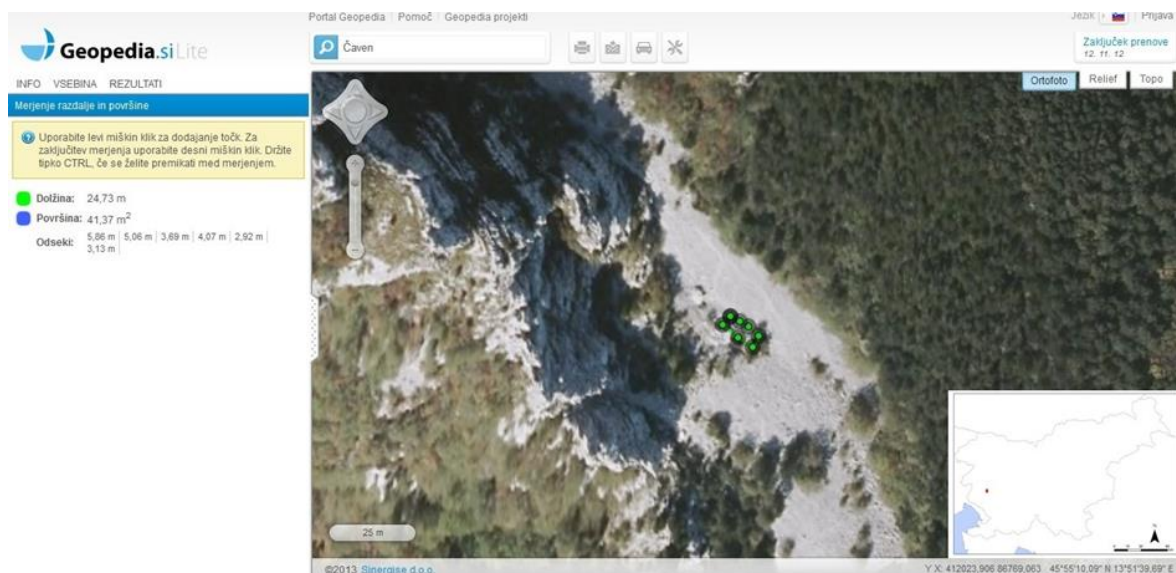 Portal Geopedia | Pomoč | Geopedia projekti
Jezik
Prijava
Geopedia.si Lite
Čaven
Zaključek prenove
12. 11. 12
INFO VSEBINA REZULTATI
Ortofoto
Relief
Topo
Merjenje razdalje in površine
Uporabite levi miškin klik za dodajanje točk. Za
zaključitev merjenja uporabite desni miškin klik. Držite
tipko CTRL, če se želite premikati med merjenjem.
Dolžina: 24,73 m
Površina: 41,37 m²
Odseki: 5,86 m | 5,06 m | 3,69 m | 4,07 m | 2,92 m |
3,13 m
25 m
©2013 Sinergise d.o.o.
Y X: 412023,906 86769,063 45°55'10.09" N 13°51'39.69" E